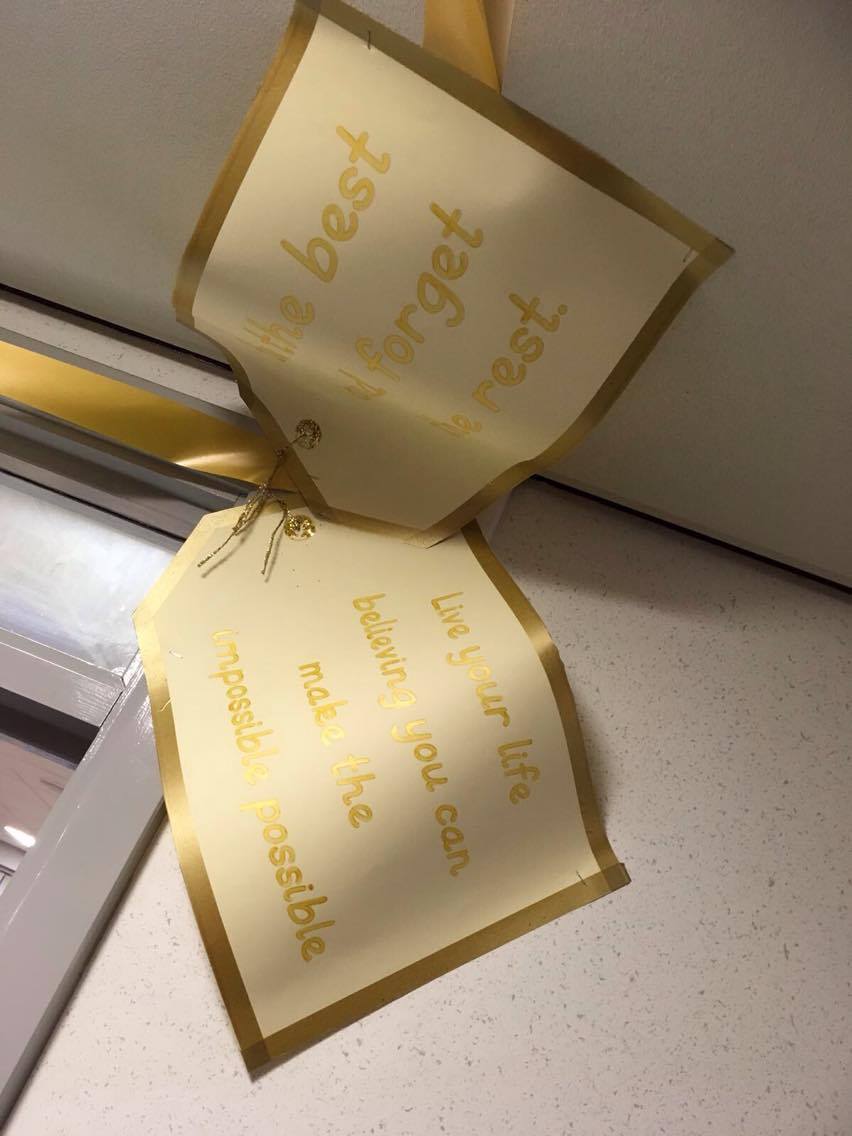 the best
forget
rest.
Live your life
believing you can
make the
impossible possible